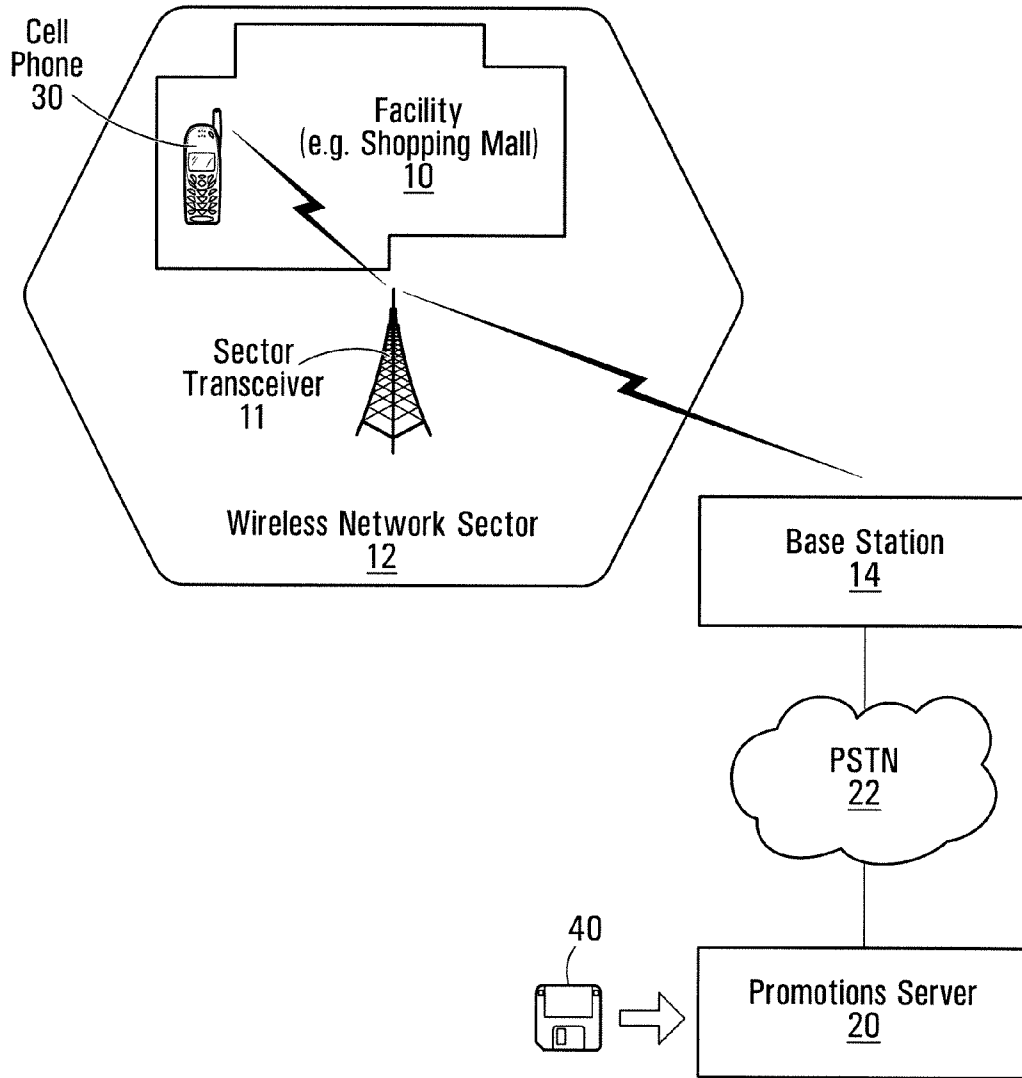 Cell
Phone
30
Facility
(e.g. Shopping Mall)
10
Sector
Transceiver
11
Wireless Network Sector
12
Base Station
14
PSTN
22
40
Promotions Server
20